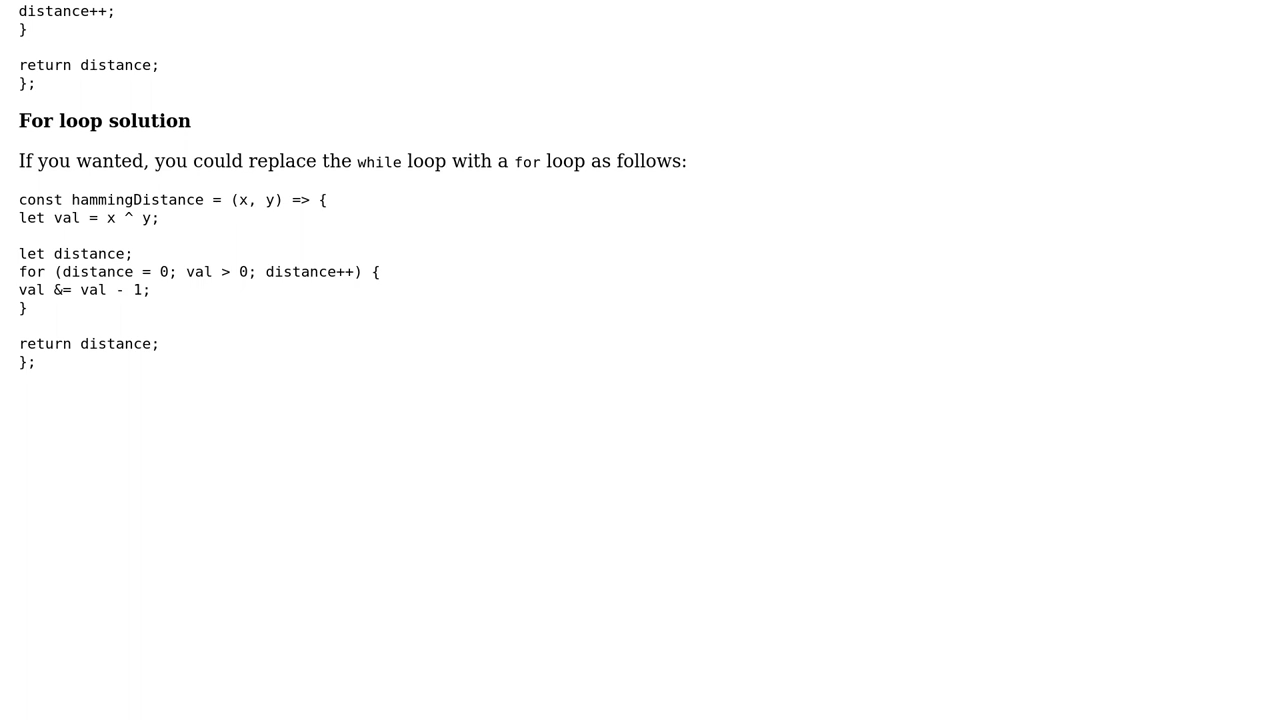 distance++;
}
return distance;
};
For loop solution
If you wanted, you could replace the while loop with a for loop as follows:
const hammingDistance = (x, y) => {
let val = x ^ y;
let distance;
for (distance = 0; val > 0; distance++) {
val &= val - 1;
}
return distance;
};